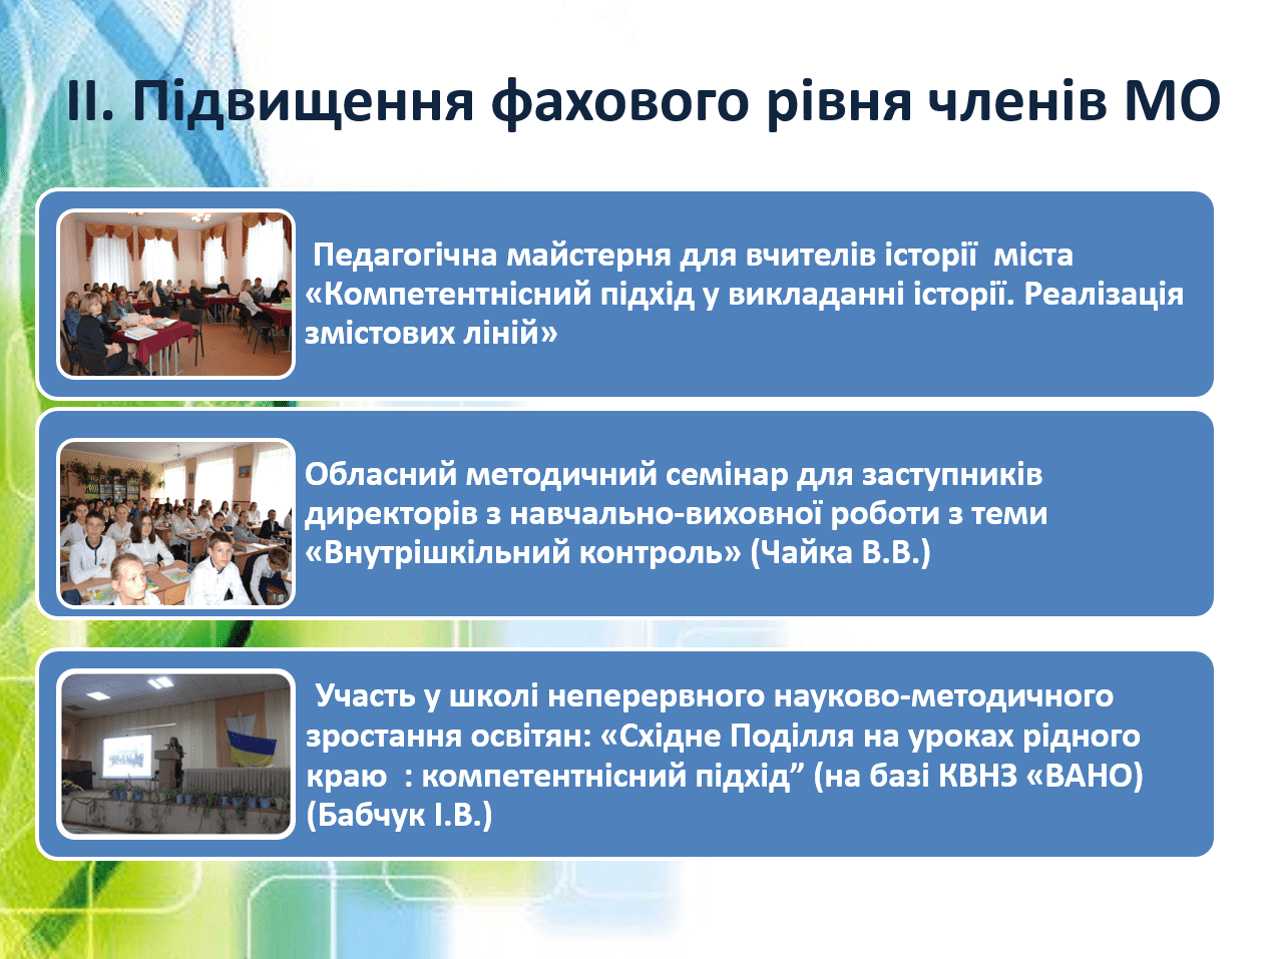 ІІ. Підвищення фахового рівня членів МО
Педагогічна майстерня для вчителів історії  міста
«Компетентнісний підхід у викладанні історії. Реалізація
змістових ліній»
Обласний методичний семінар для заступників
директорів з навчально-виховної роботи з теми
«Внутрішкільний контроль» (Чайка В.В.)
Участь у школі неперервного науково-методичного
зростання освітян: «Східне Поділля на уроках рідного
краю  : компетентнісний підхід” (на базі КВНЗ «ВАНО)
(Бабчук І.В.)